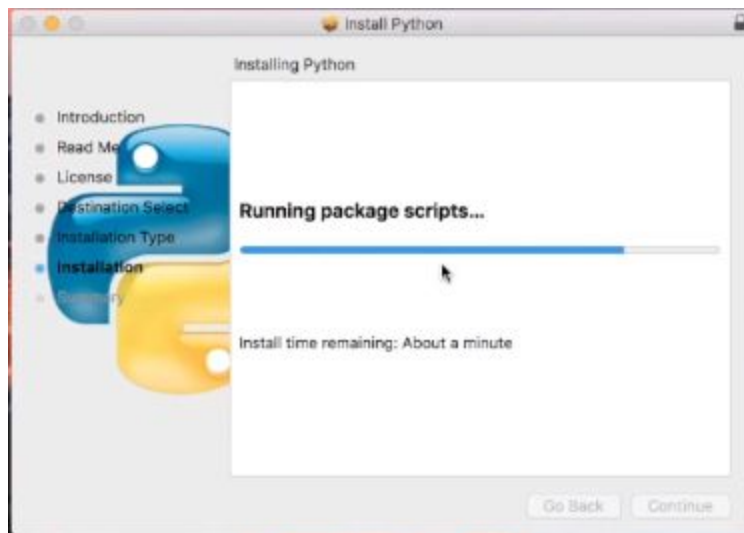 Install Python
Installing Python
Introduction
Read Me
License
Destination Select
Installation Type
Installation
Summary
Running package scripts...
Install time remaining: About a minute
Go Back
Continue